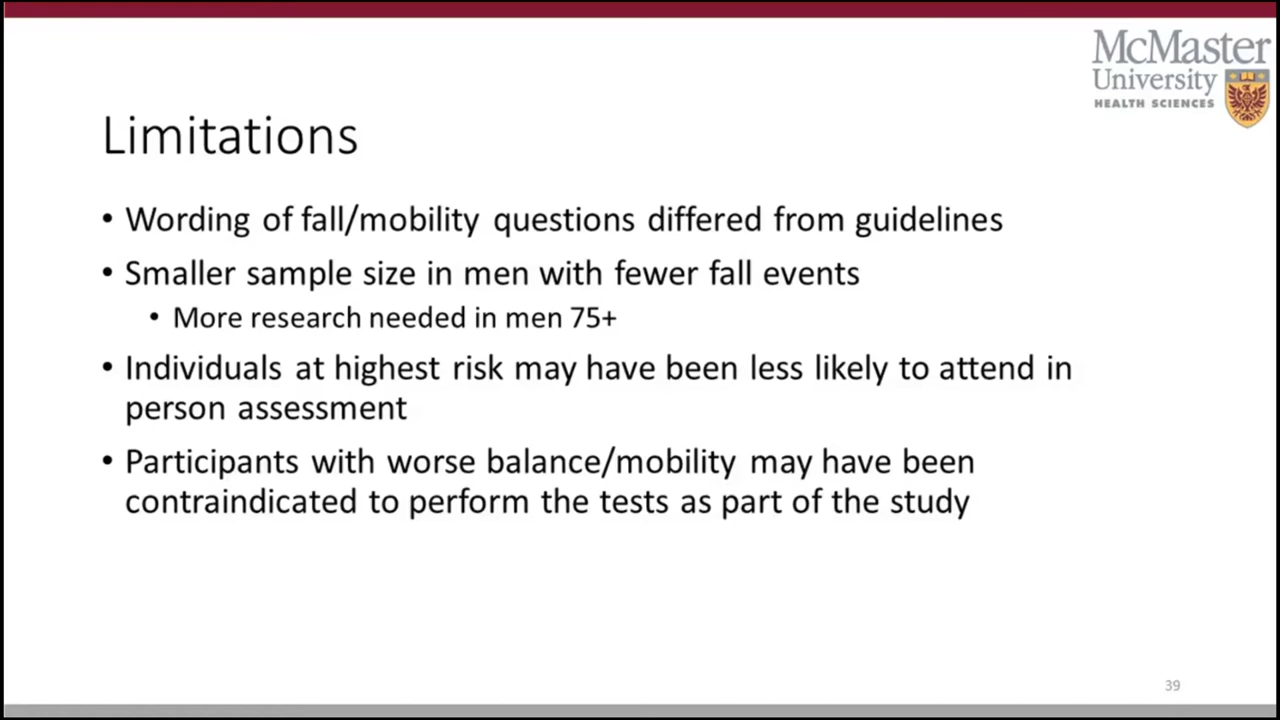 McMaster
University
HEALTH SCIENCES
Limitations
• Wording of fall/mobility questions differed from guidelines
• Smaller sample size in men with fewer fall events
• More research needed in men 75+
• Individuals at highest risk may have been less likely to attend in
person assessment
• Participants with worse balance/mobility may have been
contraindicated to perform the tests as part of the study
39